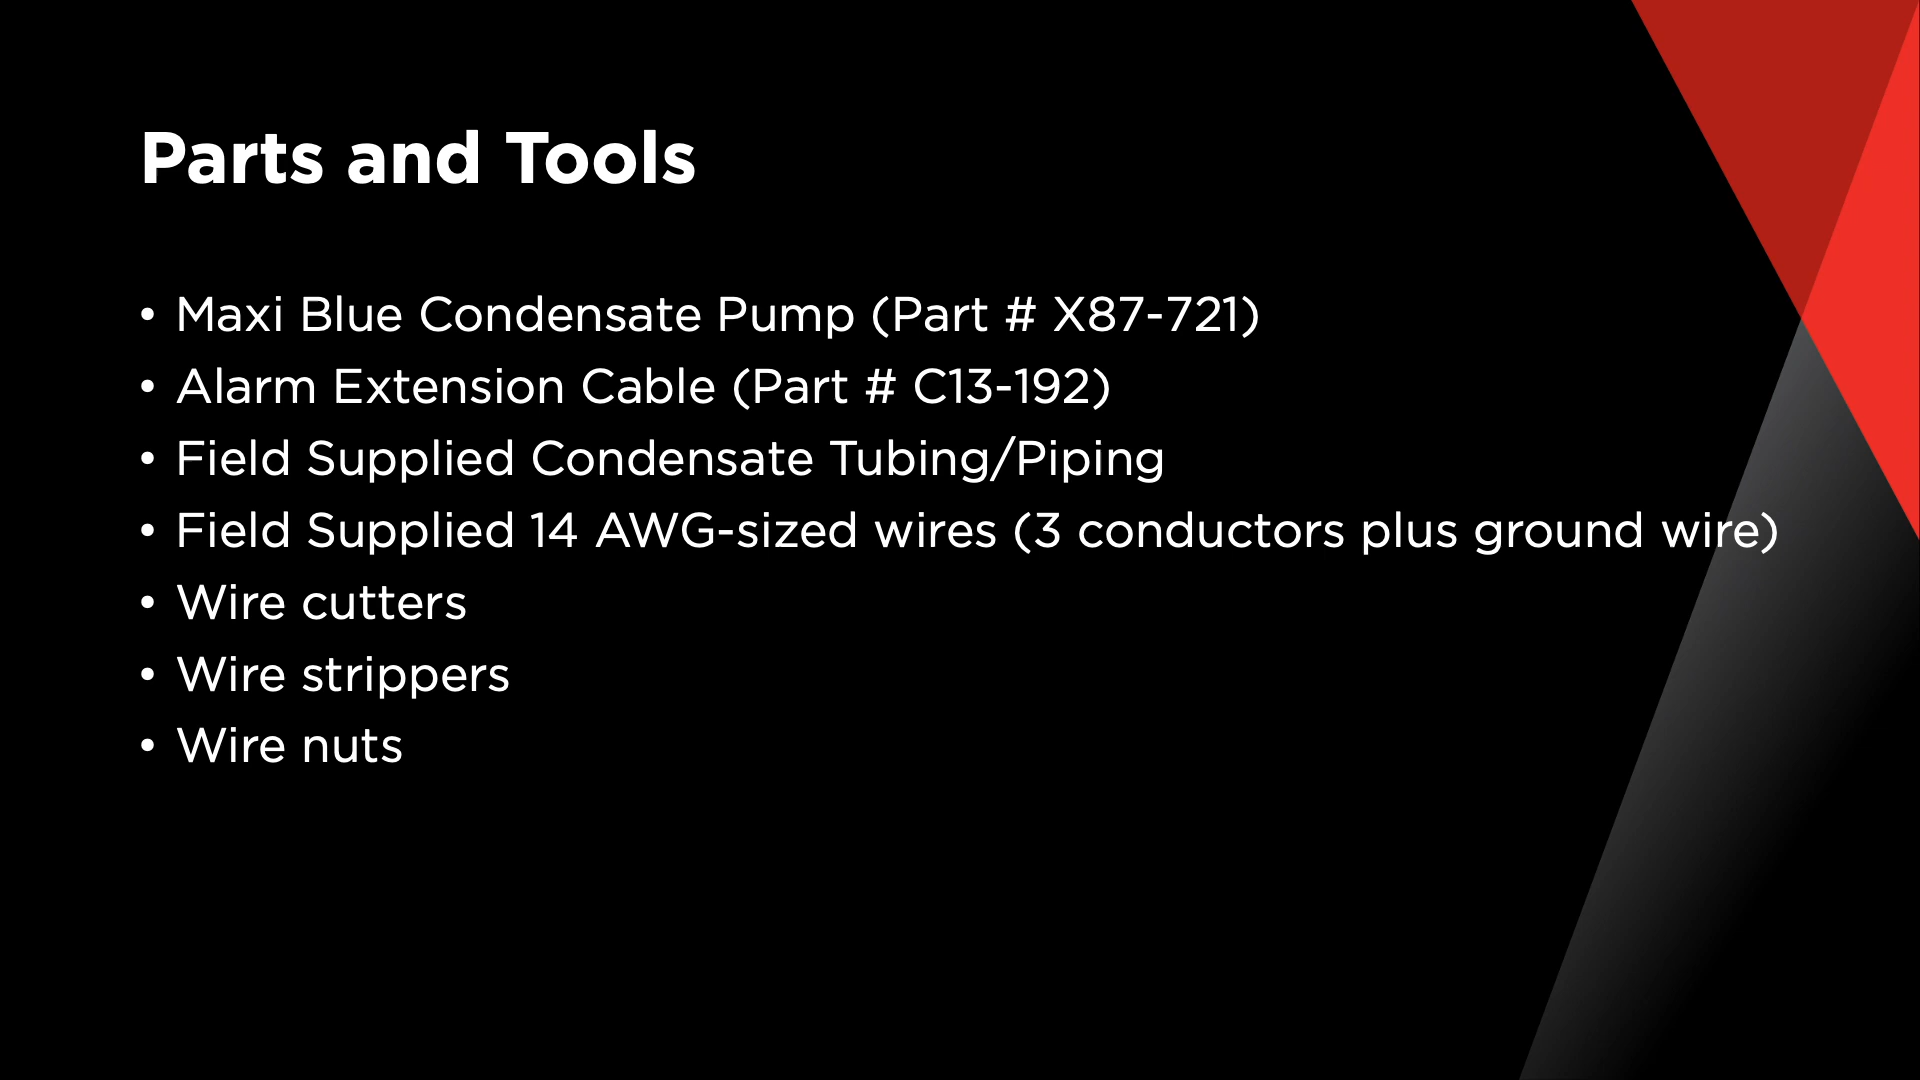 Parts and Tools
• Maxi Blue Condensate Pump (Part # X87-721)
• Alarm Extension Cable (Part # C13-192)
• Field Supplied Condensate Tubing/Piping
• Field Supplied 14 AWG-sized wires (3 conductors plus ground wire)
• Wire cutters
• Wire strippers
• Wire nuts